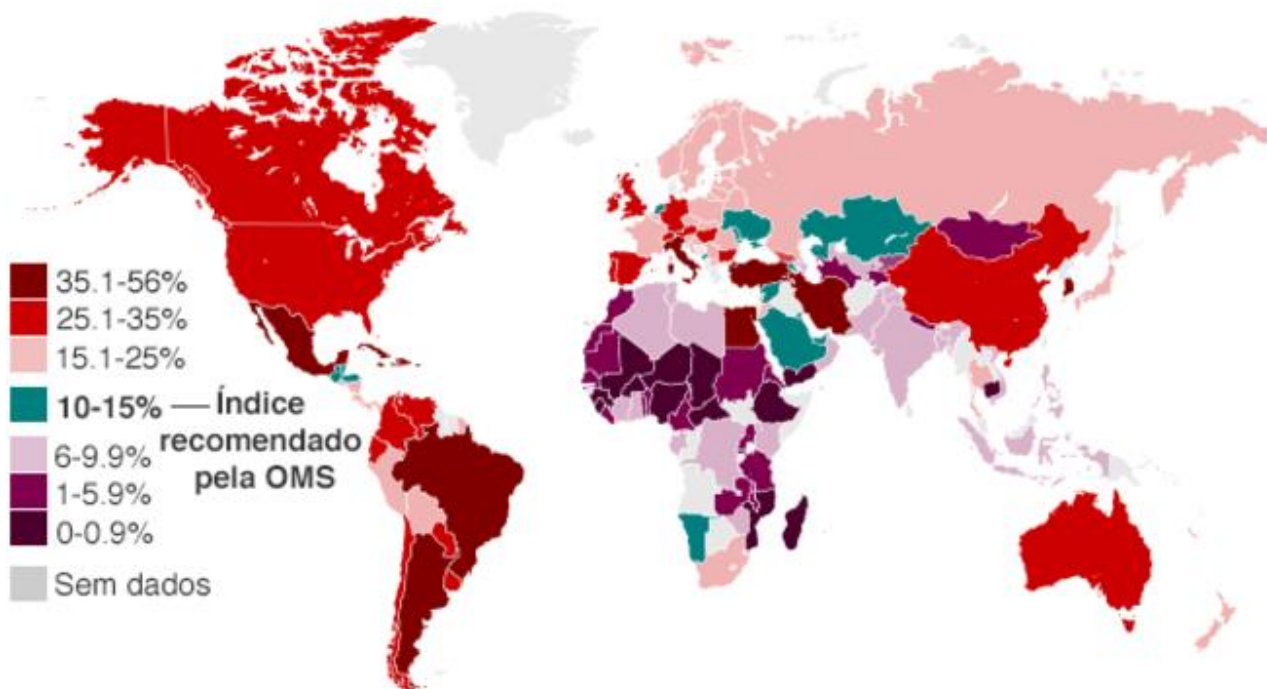 35.1-56%
25.1-35%
15.1-25%
10-15% — Índice
recomendado
pela OMS
6-9.9%
1-5.9%
0-0.9%
Sem dados